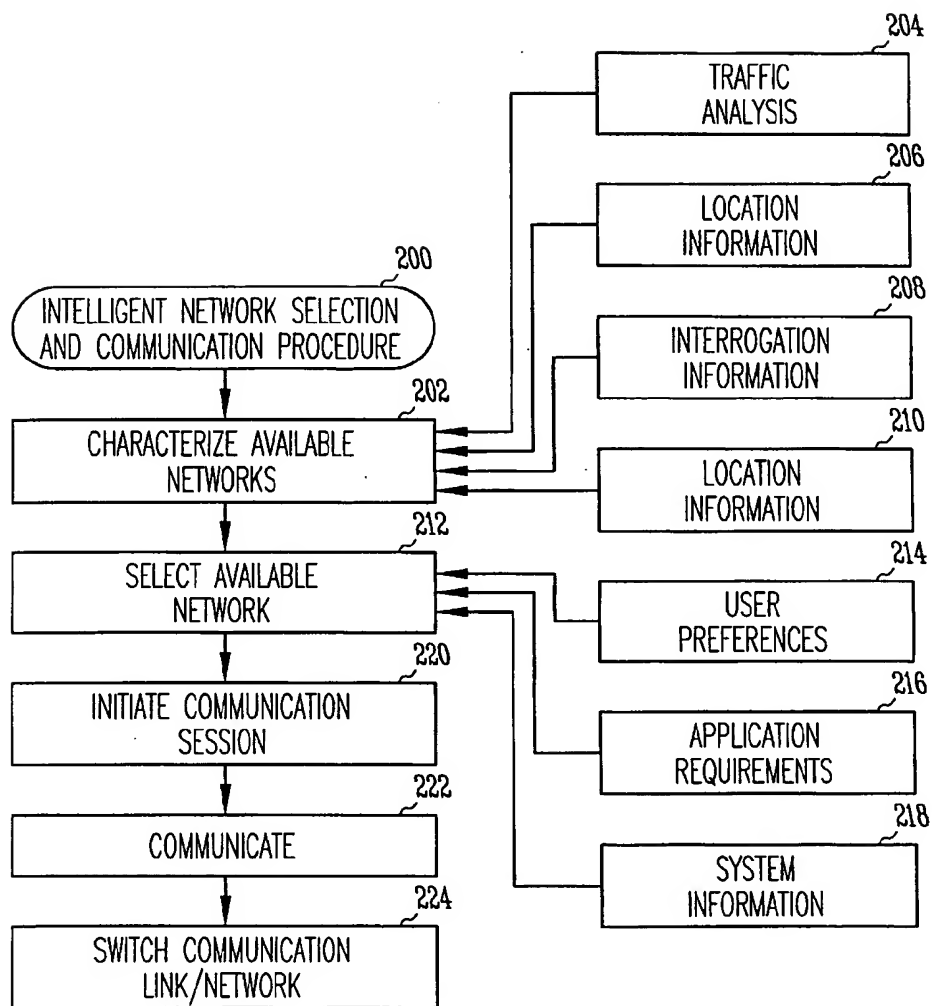 204
TRAFFIC
ANALYSIS
206
LOCATION
INFORMATION
200
INTELLIGENT NETWORK SELECTION
AND COMMUNICATION PROCEDURE
208
INTERROGATION
INFORMATION
202
CHARACTERIZE AVAILABLE
NETWORKS
210
LOCATION
INFORMATION
212
SELECT AVAILABLE
NETWORK
214
USER
PREFERENCES
220
INITIATE COMMUNICATION
SESSION
216
APPLICATION
REQUIREMENTS
222
COMMUNICATE
218
SYSTEM
INFORMATION
224
SWITCH COMMUNICATION
LINK/NETWORK